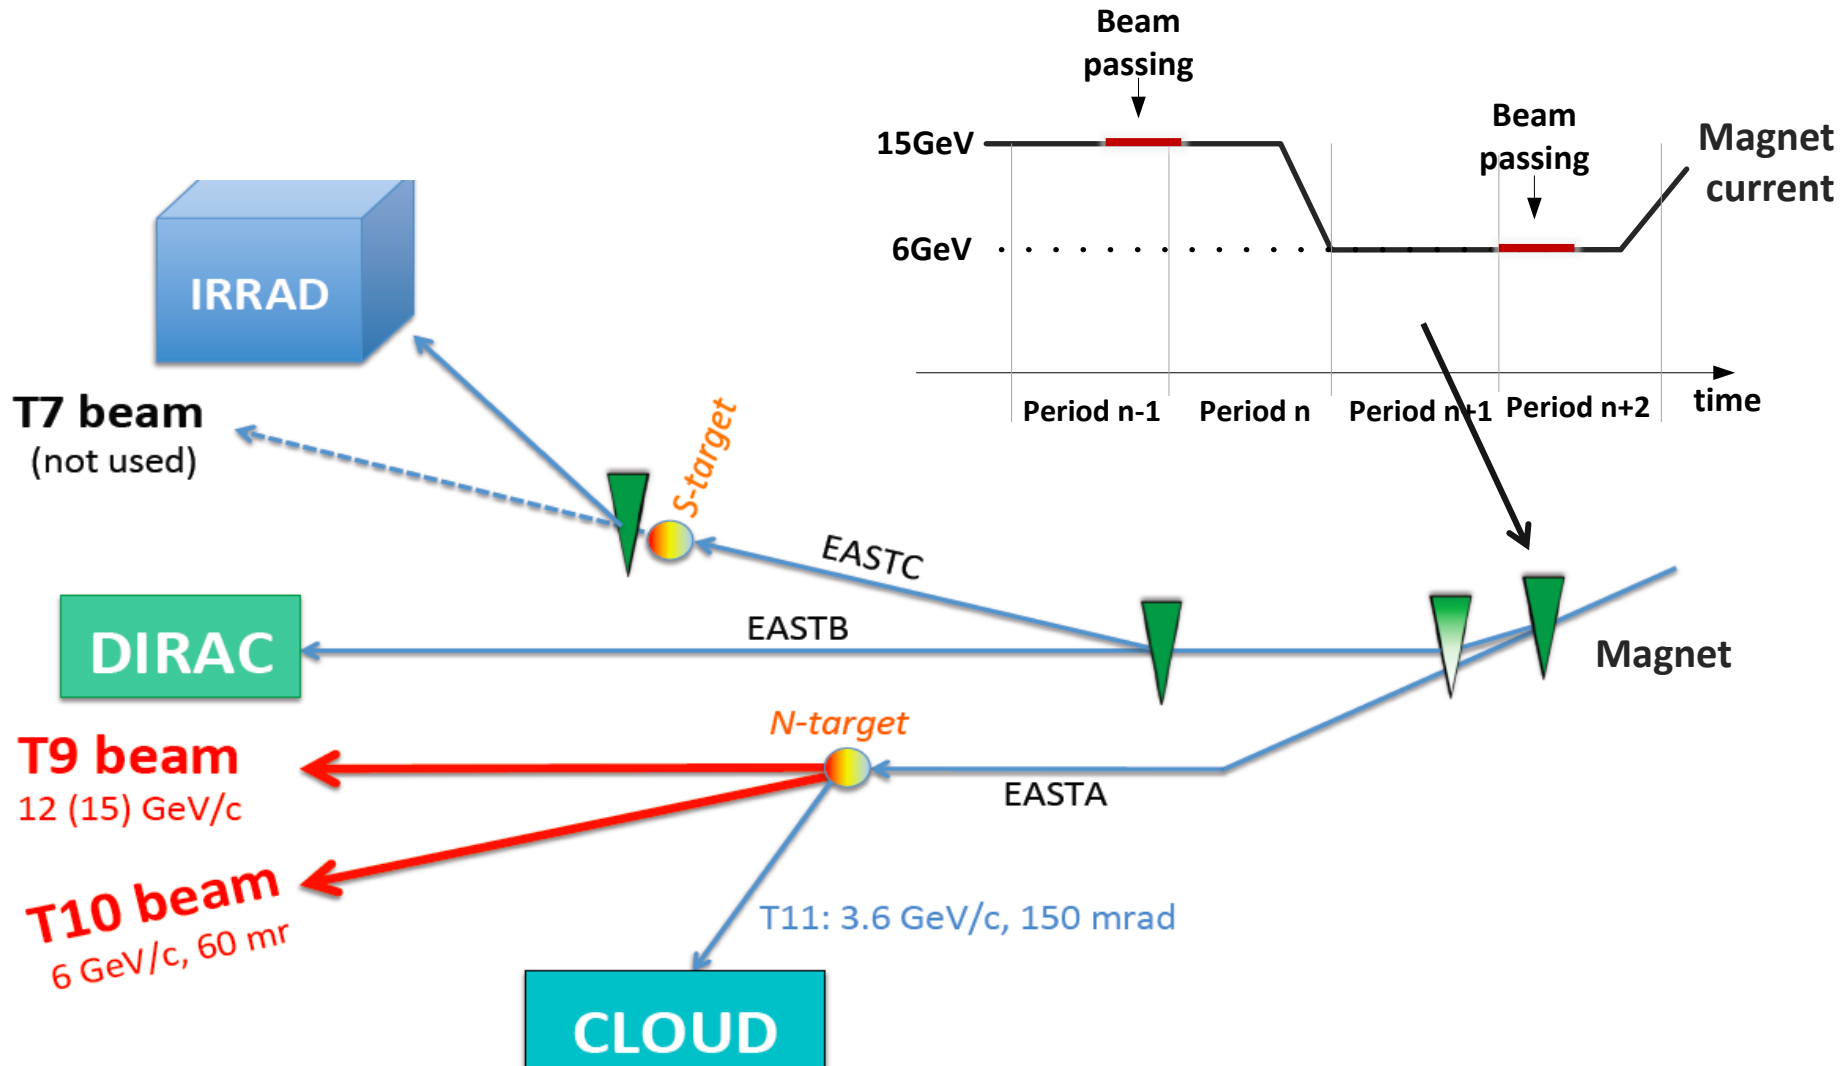 Beam
passing
Beam
passing
15GeV
6GeV
Magnet
current
Period n-1
Period n
Period n+1
Period n+2
time
IRRAD
T7 beam
(not used)
S-target
EASTC
EASTB
DIRAC
Magnet
N-target
T9 beam
12 (15) GeV/c
EASTA
T10 beam
6 GeV/c, 60 mr
T11: 3.6 GeV/c, 150 mrad
CLOUD